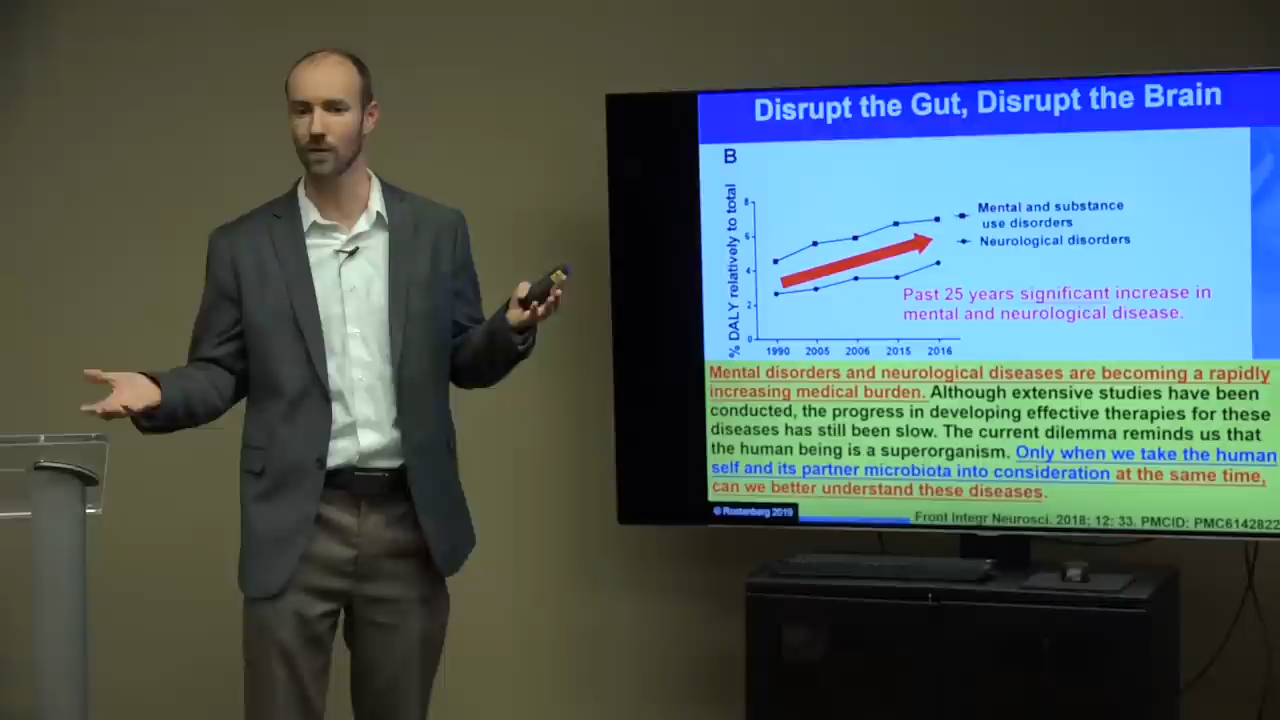 Disrupt the Gut, Disrupt the Brain
B
% DALY relatively to total
8
6
4
2
0
1990 2005 2006 2015 2016
Mental and substance
use disorders
Neurological disorders
Past 25 years significant increase in
mental and neurological disease.
Mental disorders and neurological diseases are becoming a rapidly
increasing medical burden. Although extensive studies have been
conducted, the progress in developing effective therapies for these
diseases has still been slow. The current dilemma reminds us that
the human being is a superorganism. Only when we take the human
self and its partner microbiota into consideration at the same time,
can we better understand these diseases.
© Rostenberg 2019
Front Integr Neurosci. 2018; 12: 33. PMCID: PMC6142822